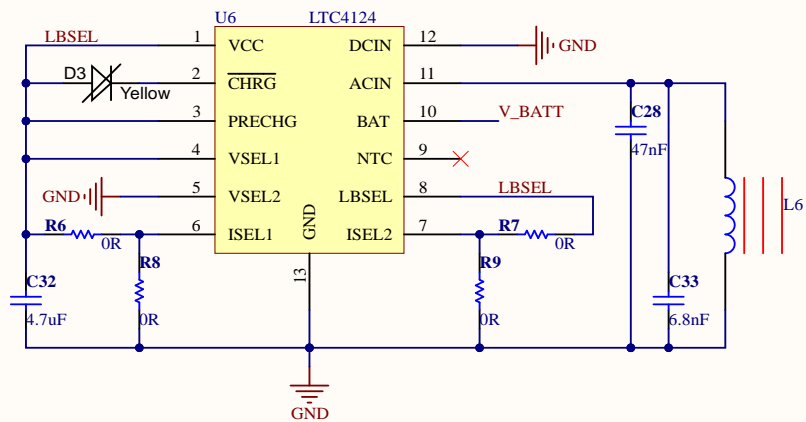 U6 LTC4124
LBSEL 1 VCC DCIN 12 GND
D3 Yellow 2 CHRG ACIN 11
3 PRECHG BAT 10 V_BATT C28
4 VSEL1 NTC 9 47nF
GND 5 VSEL2 LBSEL 8 LBSEL L6
R6 0R 6 ISEL1 GND ISEL2 7 R7 0R
C32 R8 13 R9 C33
4.7uF 0R 0R 6.8nF
GND